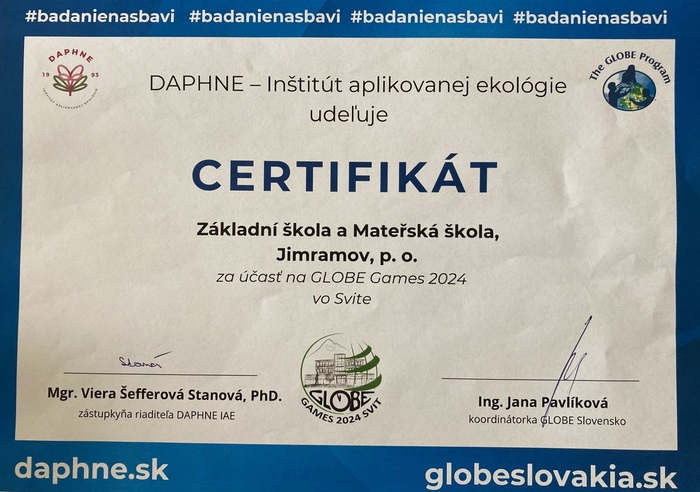 #badanienasbavi #badanienasbavi #badanienasbavi #badanienasbavi
DAPHNE
1993
The GLOBE Program
DAPHNE – Inštitút aplikovanej ekológie
udeľuje
CERTIFIKÁT
Základní škola a Mateřská škola,
Jimramov, p. o.
za účasť na GLOBE Games 2024
vo Svite
GLOBE
GAMES 2024 SVIT
Mgr. Viera Šefferová Stanová, PhD.
zástupkyňa riaditeľa DAPHNE IAE
Ing. Jana Pavlíková
koordinátorka GLOBE Slovensko
daphne.sk
globeslovakia.sk